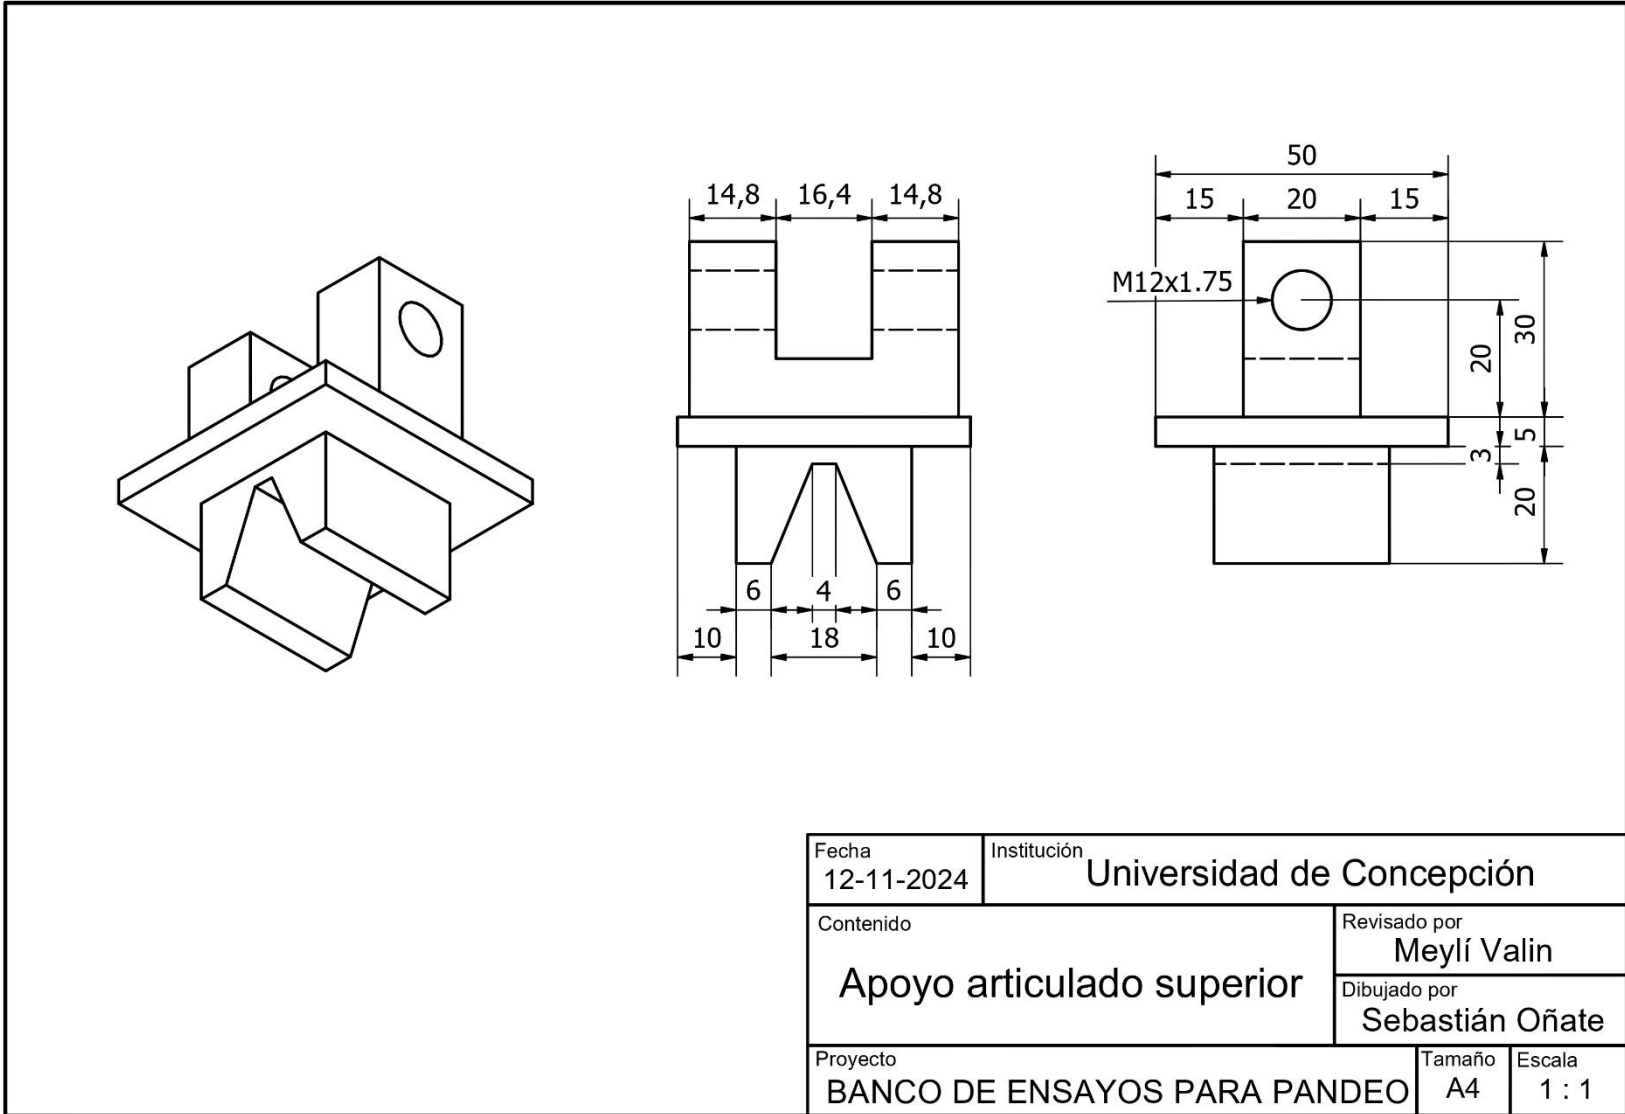 50
14,8 16,4 14,8
15 20 15
M12x1.75
20
30
3
5
20
6 4 6
10 18 10
Fecha
12-11-2024
Institución
Universidad de Concepción
Contenido
Apoyo articulado superior
Revisado por
Meylí Valin
Dibujado por
Sebastián Oñate
Proyecto
BANCO DE ENSAYOS PARA PANDEO
Tamaño
A4
Escala
1 : 1